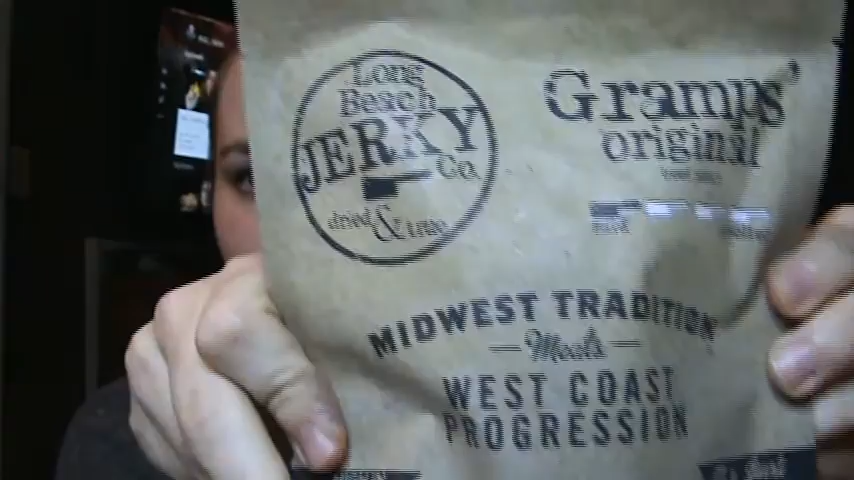 Long
Beach
JERKY
Co.
dried & true
Gramps'
original
MIDWEST TRADITION
Meets
WEST COAST
PROGRESSION